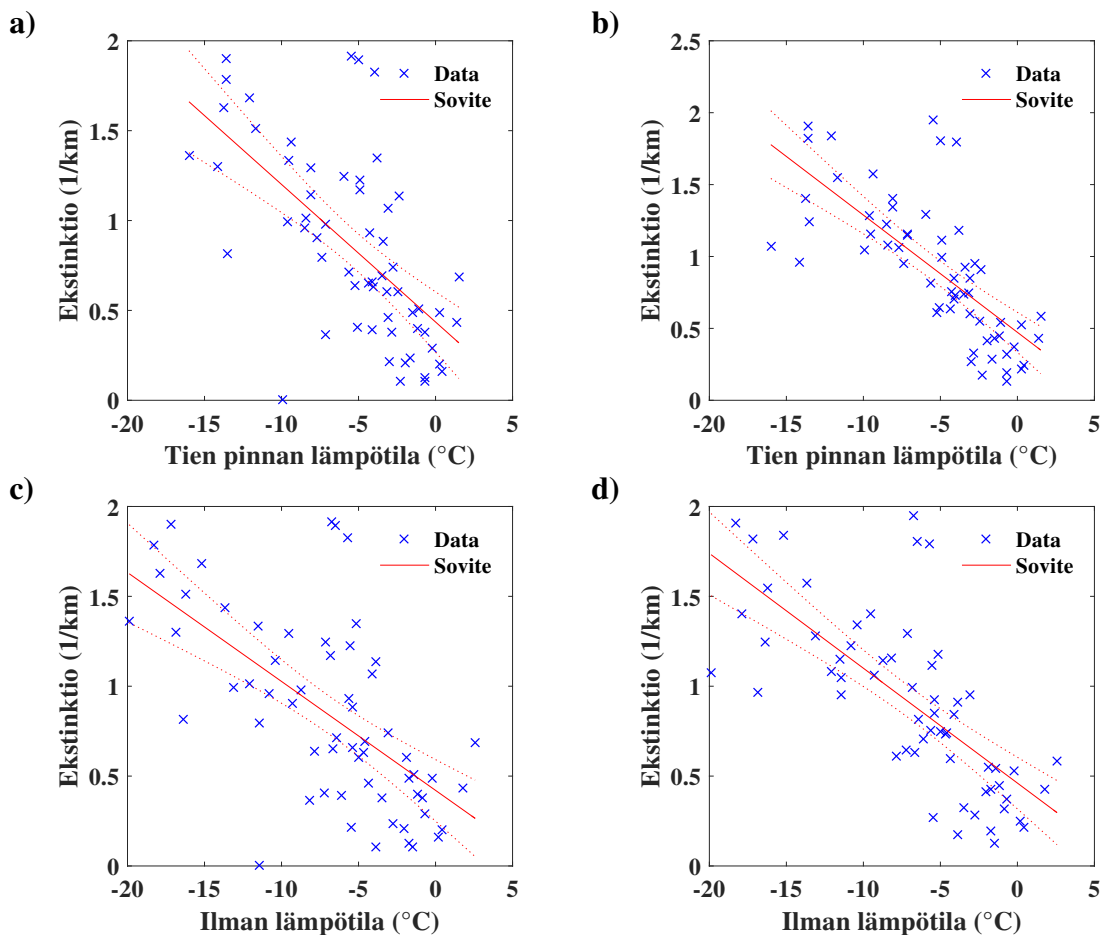 a)
2
1.5
1
0.5
0
Ekstinktio (1/km)
Data
Sovite
-20 -15 -10 -5 0 5
Tien pinnan lämpötila (°C)
b)
2.5
2
1.5
1
0.5
0
Ekstinktio (1/km)
Data
Sovite
-20 -15 -10 -5 0 5
Tien pinnan lämpötila (°C)
c)
2
1.5
1
0.5
0
Ekstinktio (1/km)
Data
Sovite
-20 -15 -10 -5 0 5
Ilman lämpötila (°C)
d)
2
1.5
1
0.5
0
Ekstinktio (1/km)
Data
Sovite
-20 -15 -10 -5 0 5
Ilman lämpötila (°C)